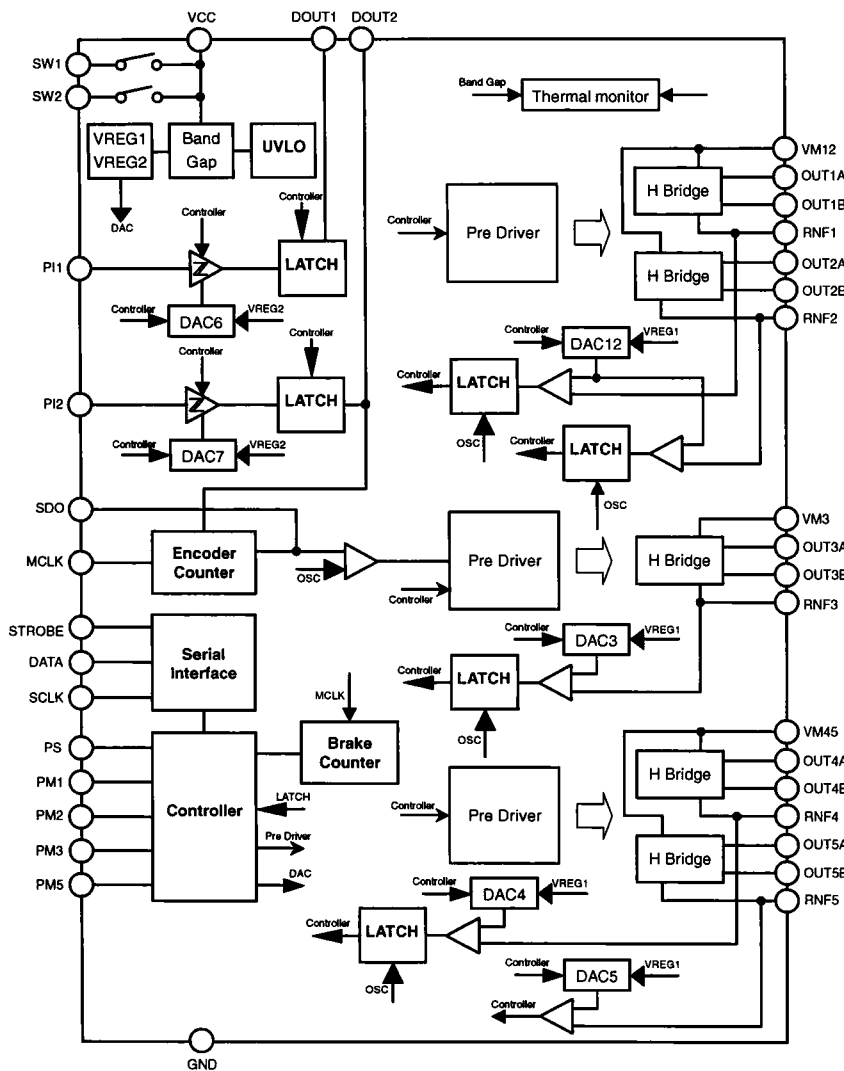 VCC
DOUT1
DOUT2
SW1
SW2
Band Gap
Thermal monitor
VREG1
VREG2
Band
Gap
UVLO
DAC
VM12
H Bridge
OUT1A
OUT1B
RNF1
Controller
Pre Driver
H Bridge
OUT2A
OUT2B
RNF2
Controller
Controller
PI1
Z
LATCH
Controller
DAC6
VREG2
Controller
Controller
PI2
Z
LATCH
Controller
DAC7
VREG2
Controller
DAC12
VREG1
Controller
LATCH
OSC
Controller
LATCH
OSC
SDO
MCLK
Encoder
Counter
OSC
Controller
Pre Driver
VM3
H Bridge
OUT3A
OUT3B
RNF3
STROBE
DATA
SCLK
Serial
Interface
Controller
DAC3
VREG1
Controller
LATCH
OSC
MCLK
Brake
Counter
PS
PM1
PM2
PM3
PM5
Controller
LATCH
Pre Driver
DAC
Controller
Pre Driver
VM45
H Bridge
OUT4A
OUT4B
RNF4
H Bridge
OUT5A
OUT5B
RNF5
Controller
DAC4
VREG1
Controller
LATCH
OSC
Controller
DAC5
VREG1
Controller
GND